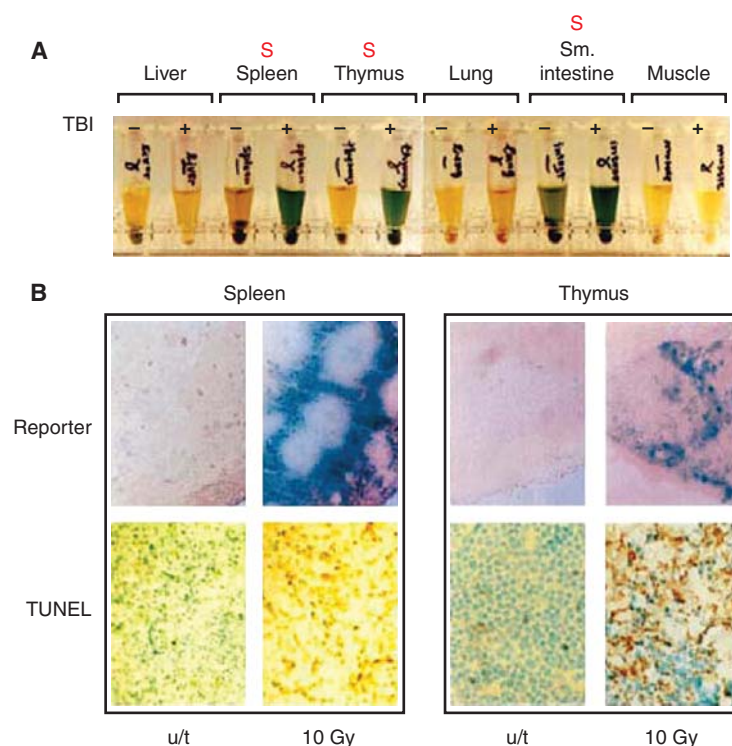 S
A
S
S
Sm.
Liver
Spleen
Thymus
Lung
intestine
Muscle
TBI
− + − + − + − + − + − +
B
Spleen
Thymus
Reporter
TUNEL
u/t
10 Gy
u/t
10 Gy